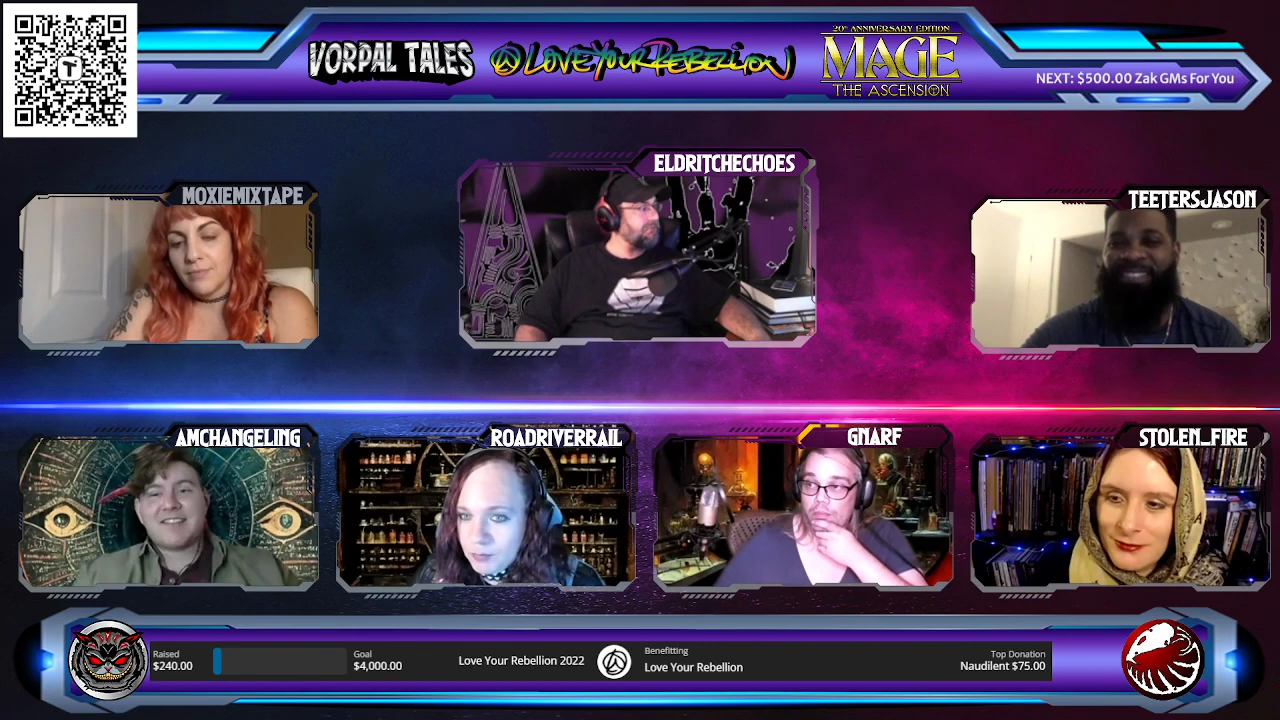 VORPAL TALES
@LOVEYOURREBELLION
20th ANNIVERSARY EDITION
MAGE
THE ASCENSION
NEXT: $500.00 Zak GMs For You
ELDRITCHECHOES
MOXIEMIXTAPE
TEETERSJASON
AMCHANGELING
ROADRIVERRAIL
GNARF
STOLEN_FIRE
Raised
$240.00
Goal
$4,000.00
Love Your Rebellion 2022
Benefitting
Love Your Rebellion
Top Donation
Naudilent $75.00